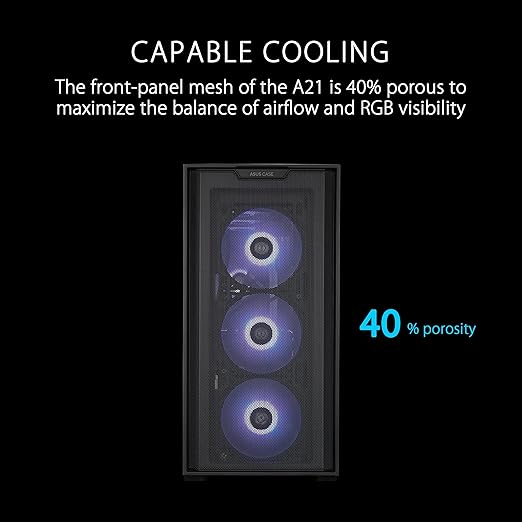 CAPABLE COOLING
The front-panel mesh of the A21 is 40% porous to
maximize the balance of airflow and RGB visibility
ASUS CASE
40 % porosity